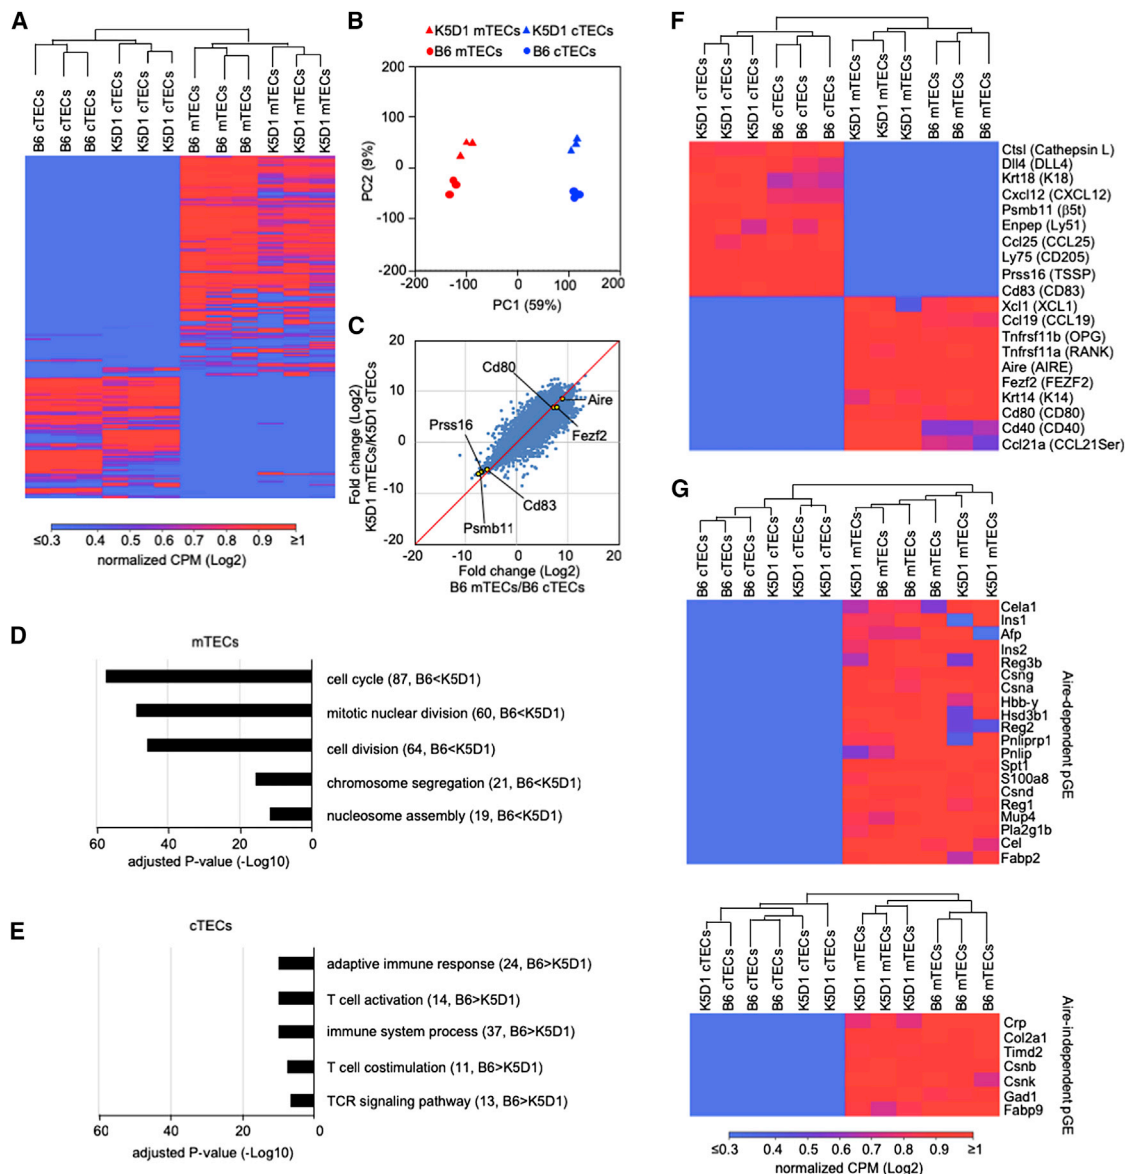 A
B6 cTECs
B6 cTECs
B6 cTECs
K5D1 cTECs
K5D1 cTECs
K5D1 cTECs
B6 mTECs
B6 mTECs
B6 mTECs
K5D1 mTECs
K5D1 mTECs
K5D1 mTECs
≤0.3 0.4 0.5 0.6 0.7 0.8 0.9 ≥1
normalized CPM (Log2)
B
K5D1 mTECs K5D1 cTECs
B6 mTECs B6 cTECs
200
100
0
-100
-200
PC2 (9%)
-200 -100 0 100 200
PC1 (59%)
C
20
10
0
-10
-20
Fold change (Log2)
K5D1 mTECs/K5D1 cTECs
Cd80
Aire
Fezf2
Prss16
Cd83
Psmb11
-20 -10 0 10 20
Fold change (Log2)
B6 mTECs/B6 cTECs
D
mTECs
cell cycle (87, B6<K5D1)
mitotic nuclear division (60, B6<K5D1)
cell division (64, B6<K5D1)
chromosome segregation (21, B6<K5D1)
nucleosome assembly (19, B6<K5D1)
60 40 20 0
adjusted P-value (-Log10)
E
cTECs
adaptive immune response (24, B6>K5D1)
T cell activation (14, B6>K5D1)
immune system process (37, B6>K5D1)
T cell costimulation (11, B6>K5D1)
TCR signaling pathway (13, B6>K5D1)
60 40 20 0
adjusted P-value (-Log10)
F
K5D1 cTECs
K5D1 cTECs
K5D1 cTECs
B6 cTECs
B6 cTECs
B6 cTECs
K5D1 mTECs
K5D1 mTECs
K5D1 mTECs
B6 mTECs
B6 mTECs
B6 mTECs
Ctsl (Cathepsin L)
Dll4 (DLL4)
Krt18 (K18)
Cxcl12 (CXCL12)
Psmb11 (β5t)
Enpep (Ly51)
Ccl25 (CCL25)
Ly75 (CD205)
Prss16 (TSSP)
Cd83 (CD83)
Xcl1 (XCL1)
Ccl19 (CCL19)
Tnfrsf11b (OPG)
Tnfrsf11a (RANK)
Aire (AIRE)
Fezf2 (FEZF2)
Krt14 (K14)
Cd80 (CD80)
Cd40 (CD40)
Ccl21a (CCL21Ser)
G
B6 cTECs
B6 cTECs
B6 cTECs
K5D1 cTECs
K5D1 cTECs
K5D1 cTECs
K5D1 mTECs
B6 mTECs
B6 mTECs
B6 mTECs
K5D1 mTECs
K5D1 mTECs
Cela1
Ins1
Afp
Ins2
Reg3b
Csng
Csna
Hbb-y
Hsd3b1
Reg2
Pnliprp1
Pnlip
Spt1
S100a8
Csnd
Reg1
Mup4
Pla2g1b
Cel
Fabp2
Aire-dependent pGE
K5D1 cTECs
B6 cTECs
B6 cTECs
B6 cTECs
K5D1 cTECs
K5D1 cTECs
K5D1 mTECs
K5D1 mTECs
K5D1 mTECs
B6 mTECs
B6 mTECs
B6 mTECs
Crp
Col2a1
Timd2
Csnb
Csnk
Gad1
Fabp9
Aire-independent pGE
≤0.3 0.4 0.5 0.6 0.7 0.8 0.9 ≥1
normalized CPM (Log2)